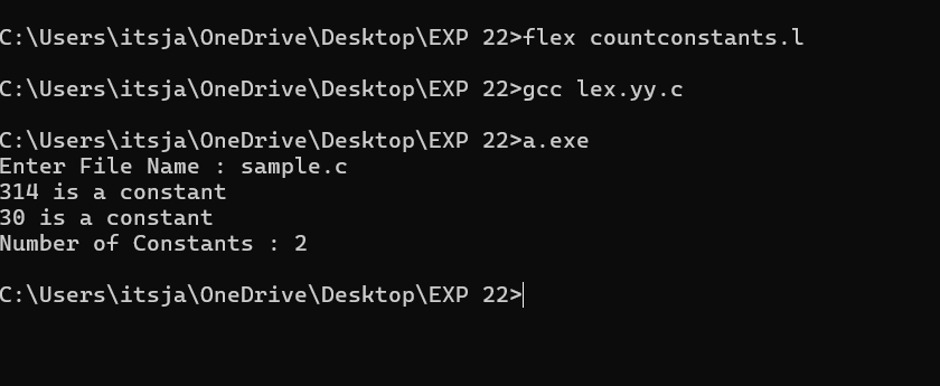 C:\Users\itsja\OneDrive\Desktop\EXP 22>flex countconstants.l
C:\Users\itsja\OneDrive\Desktop\EXP 22>gcc lex.yy.c
C:\Users\itsja\OneDrive\Desktop\EXP 22>a.exe
Enter File Name : sample.c
314 is a constant
30 is a constant
Number of Constants : 2
C:\Users\itsja\OneDrive\Desktop\EXP 22>